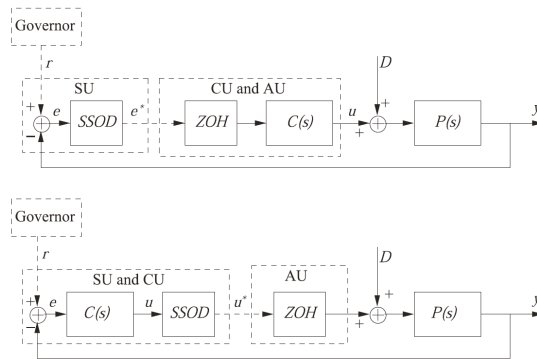 Governor
r
SU
CU and AU
D
+
e
SSOD
e*
ZOH
C(s)
u
+
+
P(s)
y
−
Governor
r
SU and CU
AU
D
+
e
C(s)
u
SSOD
u*
ZOH
+
+
P(s)
y
−